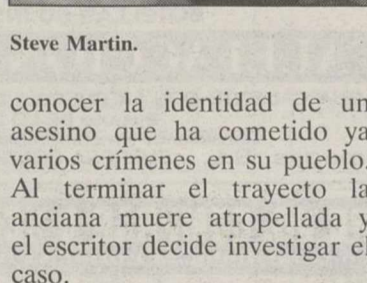 Steve Martin.
conocer la identidad de un
asesino que ha cometido ya
varios crímenes en su pueblo.
Al terminar el trayecto la
anciana muere atropellada y
el escritor decide investigar el
caso.